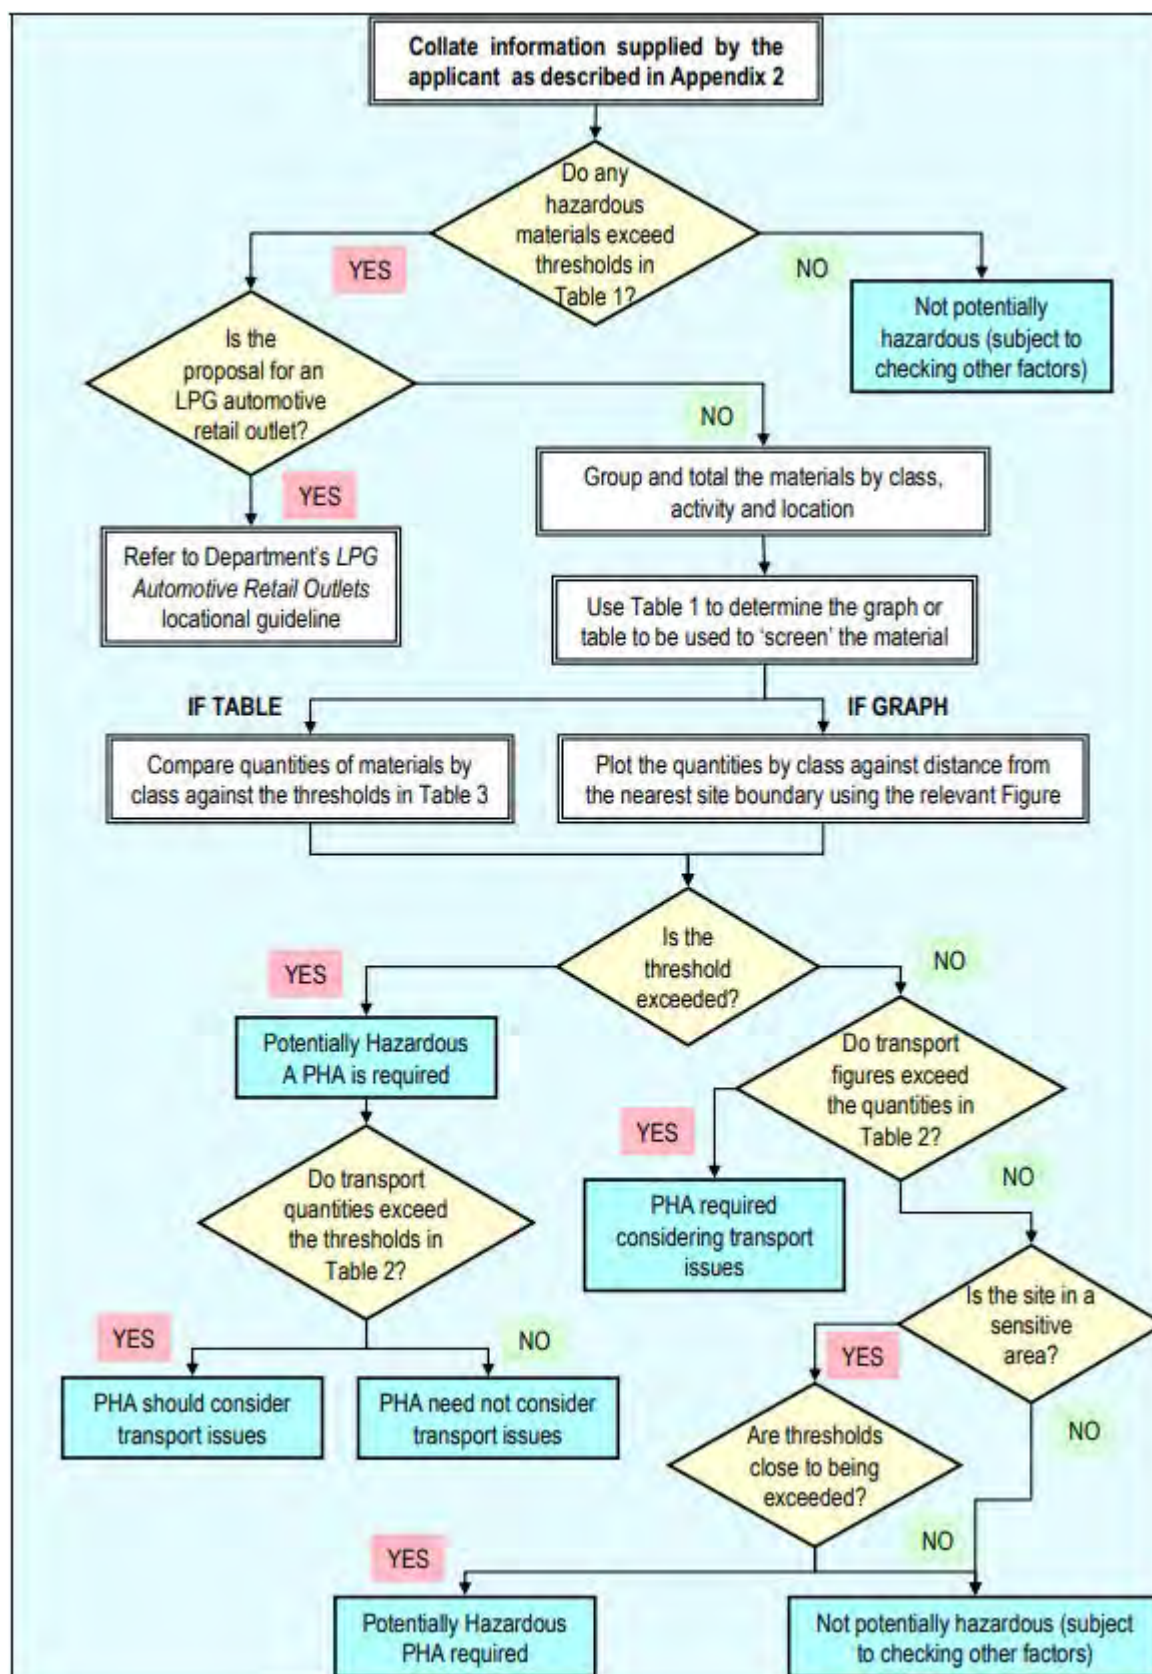 Collate information supplied by the
applicant as described in Appendix 2
Do any
hazardous
materials exceed
thresholds in
Table 1?
YES
NO
Not potentially
hazardous (subject to
checking other factors)
Is the
proposal for an
LPG automotive
retail outlet?
NO
YES
Group and total the materials by class,
activity and location
Refer to Department's LPG
Automotive Retail Outlets
locational guideline
Use Table 1 to determine the graph or
table to be used to 'screen' the material
IF TABLE
IF GRAPH
Compare quantities of materials by
class against the thresholds in Table 3
Plot the quantities by class against distance from
the nearest site boundary using the relevant Figure
Is the
threshold
exceeded?
YES
NO
Potentially Hazardous
A PHA is required
Do transport
figures exceed
the quantities in
Table 2?
YES
NO
Do transport
quantities exceed
the thresholds in
Table 2?
PHA required
considering transport
issues
Is the site in a
sensitive
area?
YES
NO
YES
NO
PHA should consider
transport issues
PHA need not consider
transport issues
Are thresholds
close to being
exceeded?
YES
NO
Potentially Hazardous
PHA required
Not potentially hazardous (subject
to checking other factors)